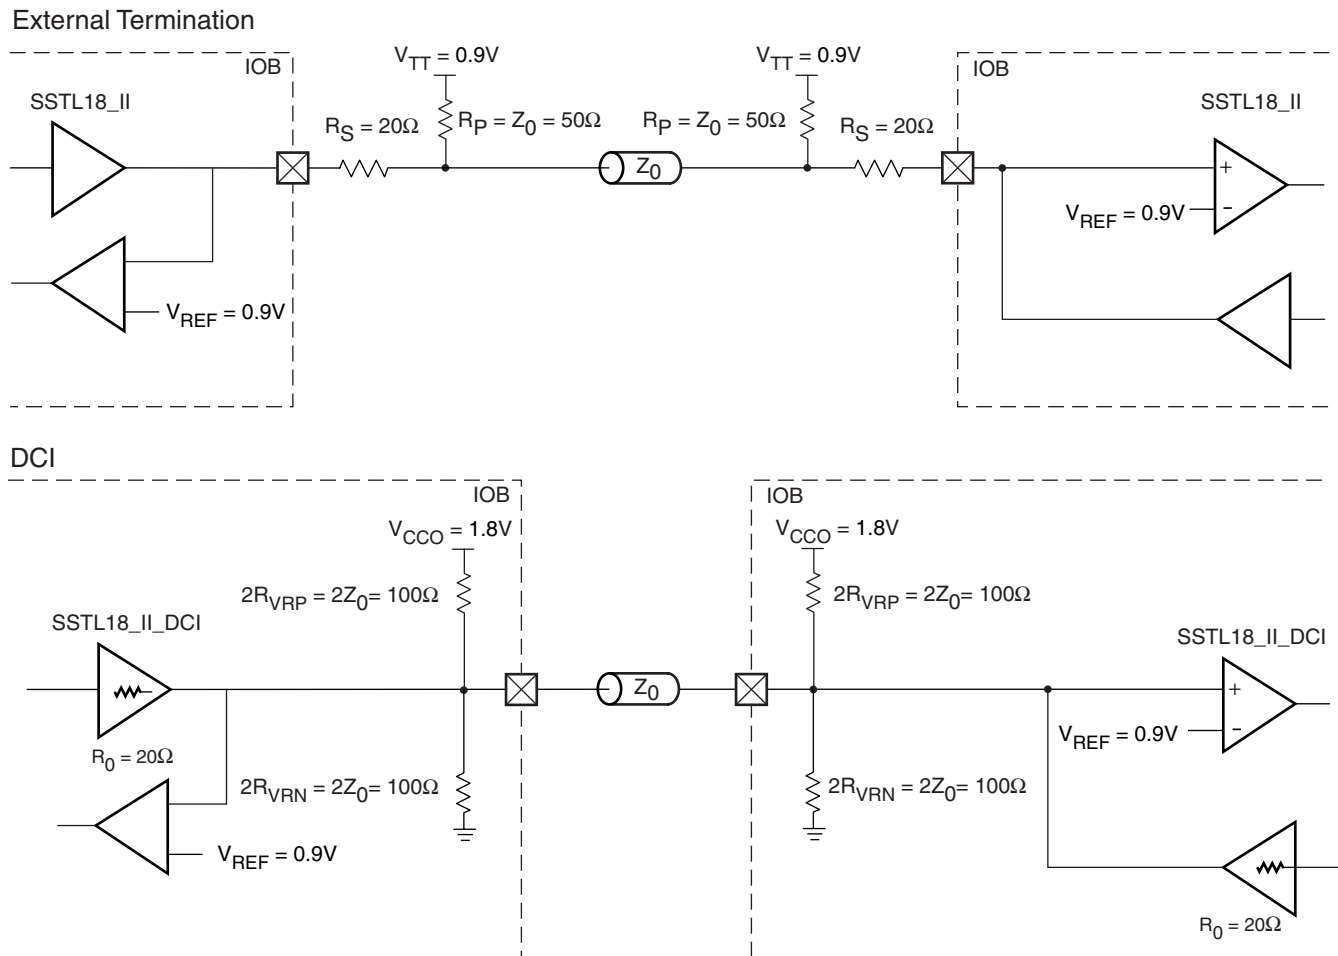 External Termination
IOB
SSTL18_II
V_TT = 0.9V
R_S = 20Ω
R_P = Z_0 = 50Ω
Z_0
V_TT = 0.9V
R_P = Z_0 = 50Ω
R_S = 20Ω
IOB
SSTL18_II
+
V_REF = 0.9V
–
V_REF = 0.9V
DCI
IOB
V_CCO = 1.8V
2R_VRP = 2Z_0 = 100Ω
SSTL18_II_DCI
R_0 = 20Ω
2R_VRN = 2Z_0 = 100Ω
V_REF = 0.9V
Z_0
IOB
V_CCO = 1.8V
2R_VRP = 2Z_0 = 100Ω
SSTL18_II_DCI
+
V_REF = 0.9V
–
2R_VRN = 2Z_0 = 100Ω
R_0 = 20Ω